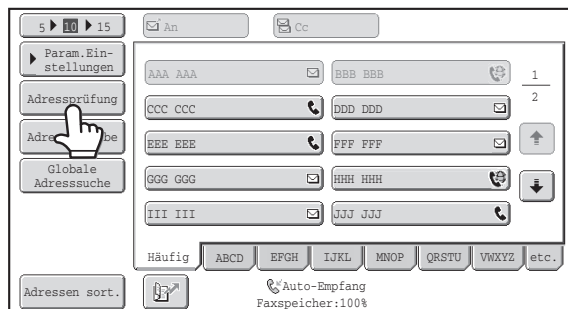 5 10 15
An
Cc
Param.Ein-
stellungen
Adressprüfung
Adre be
Globale
Adresssuche
Adressen sort.
AAA AAA
BBB BBB
CCC CCC
DDD DDD
EEE EEE
FFF FFF
GGG GGG
HHH HHH
III III
JJJ JJJ
1
2
Häufig ABCD EFGH IJKL MNOP QRSTU VWXYZ etc.
Auto-Empfang
Faxspeicher:100%